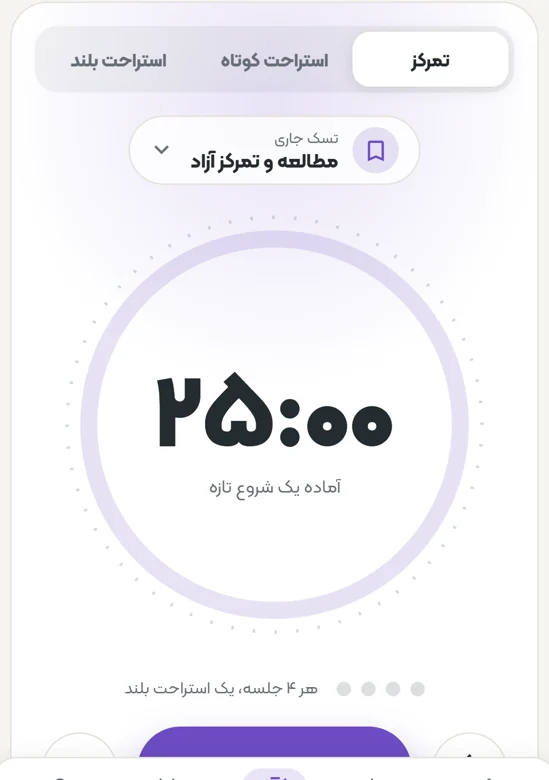 تمرکز
استراحت کوتاه
استراحت بلند
تسک جاری
مطالعه و تمرکز آزاد
۲۵:۰۰
آماده یک شروع تازه
هر ۴ جلسه، یک استراحت بلند